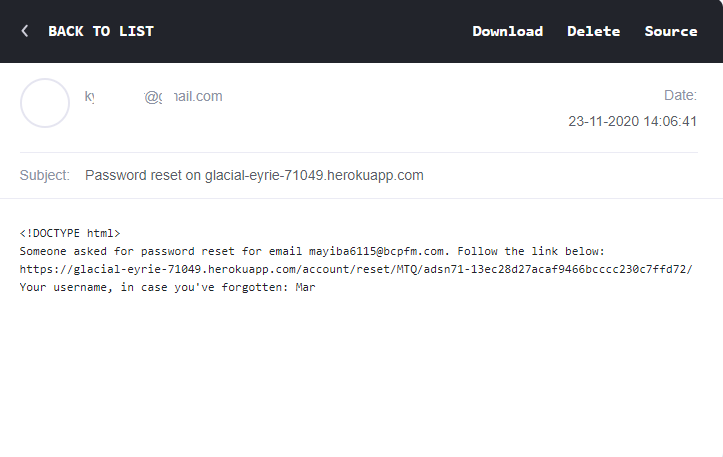 BACK TO LIST
Download Delete Source
@gmail.com
Date:
23-11-2020 14:06:41
Subject: Password reset on glacial-eyrie-71049.herokuapp.com
<!DOCTYPE html>
Someone asked for password reset for email mayiba6115@bcpfm.com. Follow the link below:
https://glacial-eyrie-71049.herokuapp.com/account/reset/MTQ/adsn71-13ec28d27acaf9466bcccc230c7ffd72/
Your username, in case you've forgotten: Mar